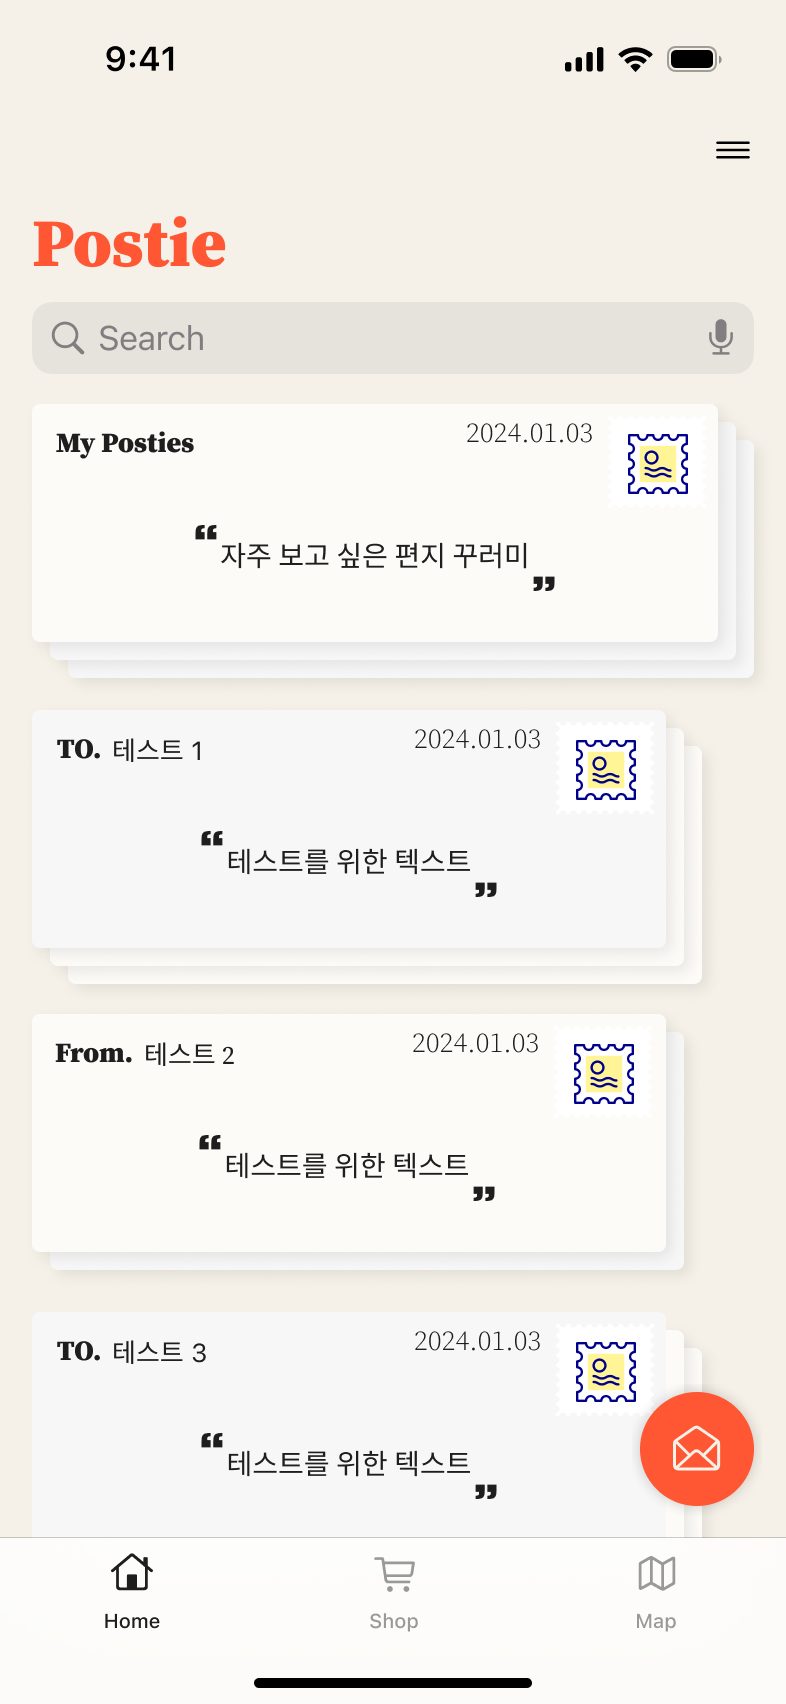 9:41
Postie
Search
My Posties 2024.01.03
“자주 보고 싶은 편지 꾸러미”
TO. 테스트 1 2024.01.03
“테스트를 위한 텍스트”
From. 테스트 2 2024.01.03
“테스트를 위한 텍스트”
TO. 테스트 3 2024.01.03
“테스트를 위한 텍스트”
Home Shop Map